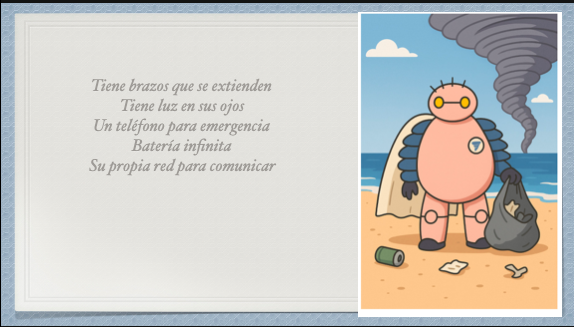 Tiene brazos que se extienden
Tiene luz en sus ojos
Un teléfono para emergencia
Batería infinita
Su propia red para comunicar